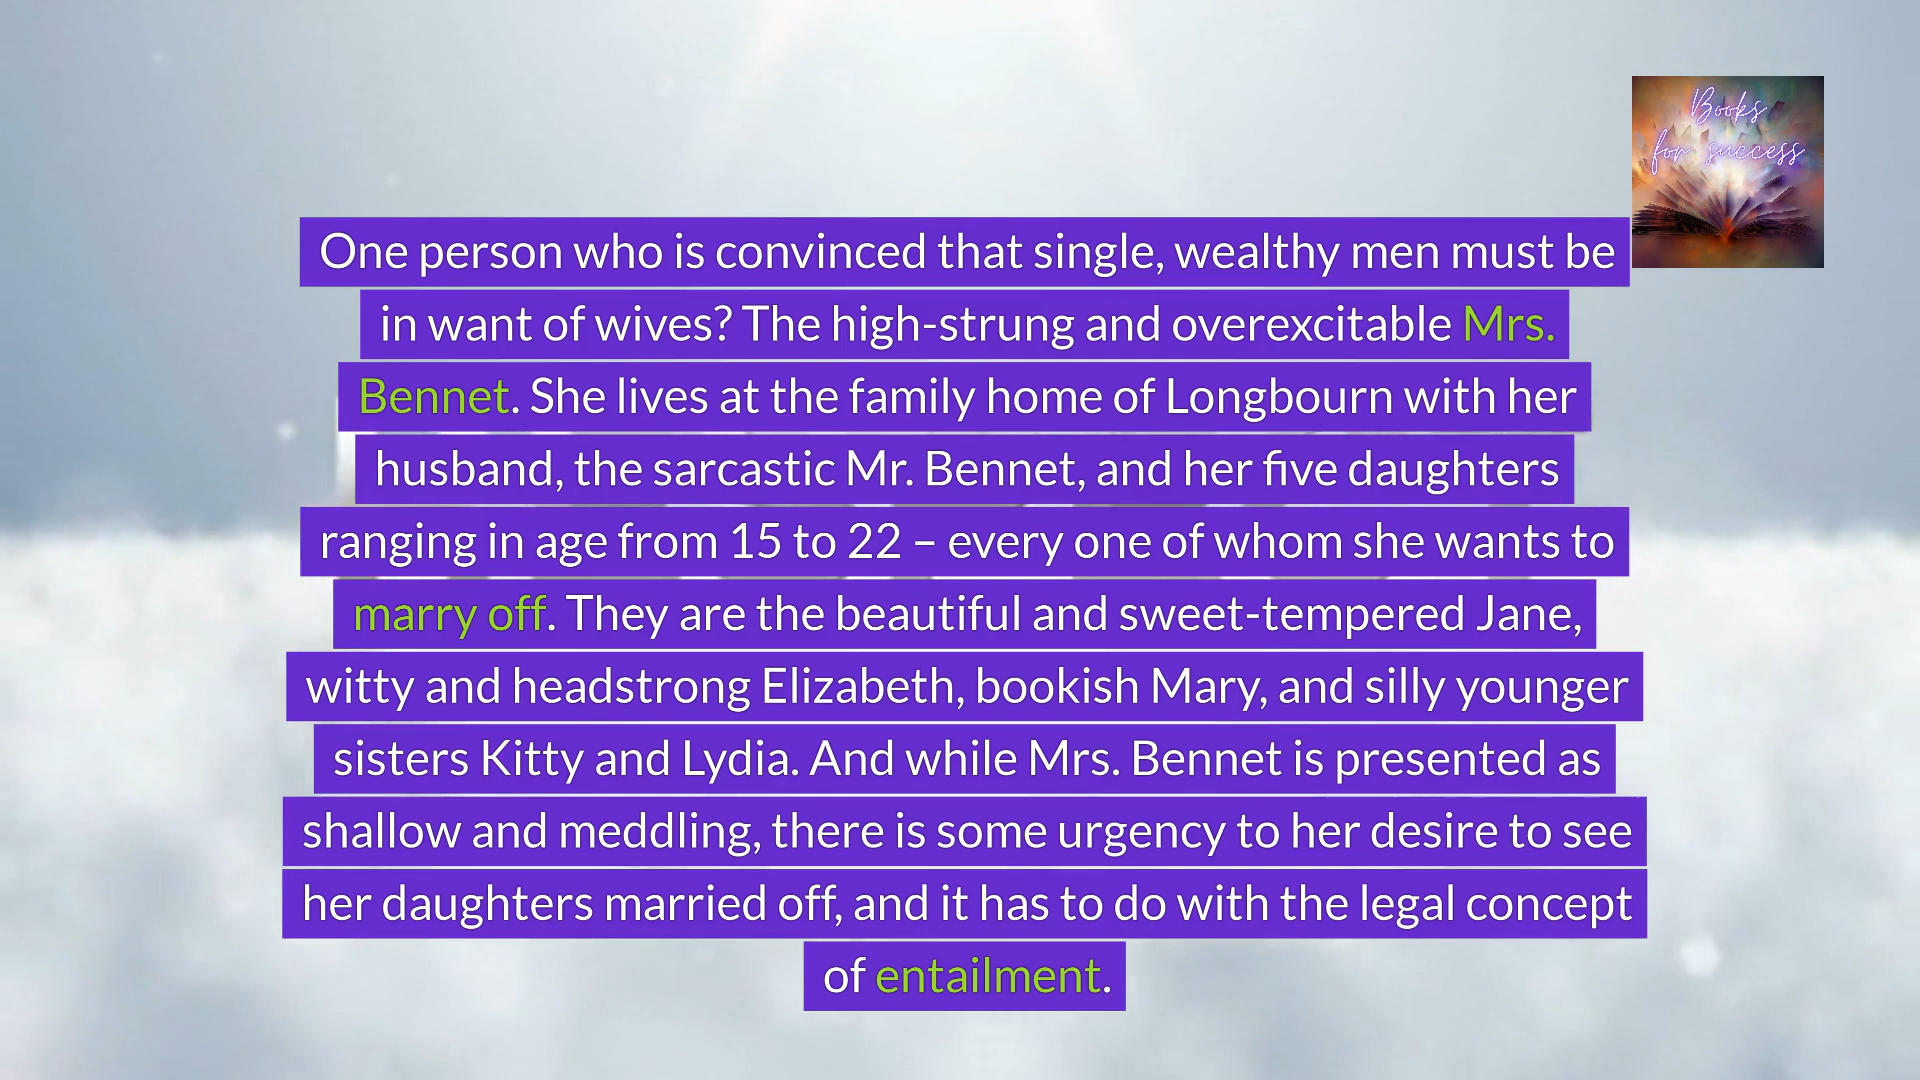 Books
for success
One person who is convinced that single, wealthy men must be
in want of wives? The high-strung and overexcitable Mrs.
Bennet. She lives at the family home of Longbourn with her
husband, the sarcastic Mr. Bennet, and her five daughters
ranging in age from 15 to 22 – every one of whom she wants to
marry off. They are the beautiful and sweet-tempered Jane,
witty and headstrong Elizabeth, bookish Mary, and silly younger
sisters Kitty and Lydia. And while Mrs. Bennet is presented as
shallow and meddling, there is some urgency to her desire to see
her daughters married off, and it has to do with the legal concept
of entailment.